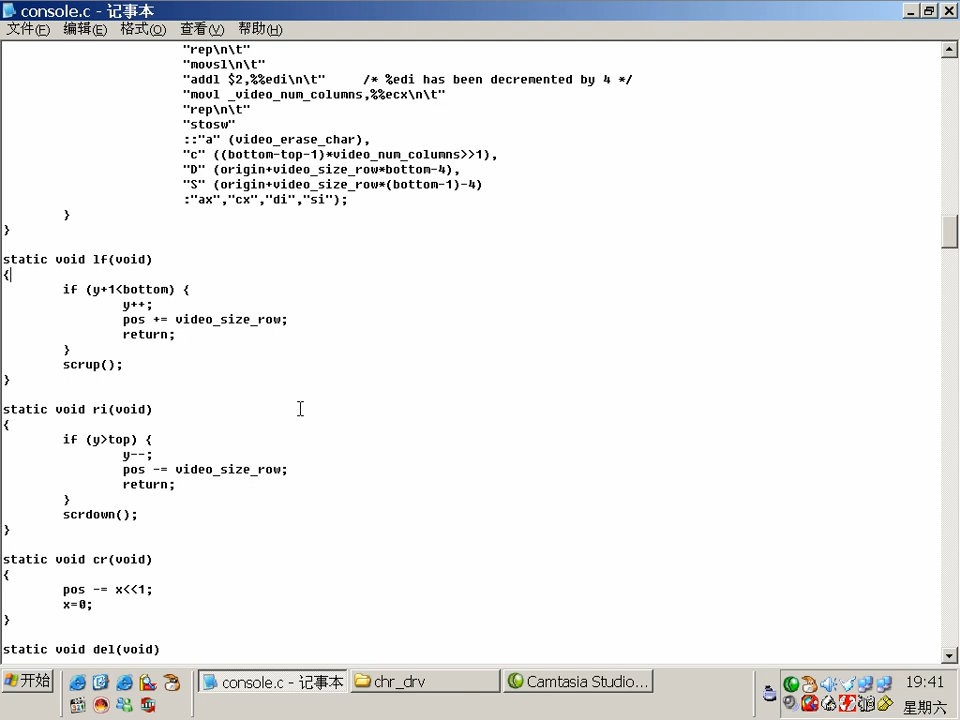 console.c - 记事本
文件(F) 编辑(E) 格式(O) 查看(V) 帮助(H)
"rep\n\t"
"movsl\n\t"
"addl $2,%%edi\n\t" /* %edi has been decremented by 4 */
"movl _video_num_columns,%%ecx\n\t"
"rep\n\t"
"stosw"
::"a" (video_erase_char),
"c" ((bottom-top-1)*video_num_columns>>1),
"D" (origin+video_size_row*bottom-4),
"S" (origin+video_size_row*(bottom-1)-4)
:"ax","cx","di","si");
}
}
static void lf(void)
{
if (y+1<bottom) {
y++;
pos += video_size_row;
return;
}
scrup();
}
static void ri(void)
{
if (y>top) {
y--;
pos -= video_size_row;
return;
}
scrdown();
}
static void cr(void)
{
pos -= x<<1;
x=0;
}
static void del(void)
开始 console.c - 记事本 chr_drv Camtasia Studio... 19:41
星期六